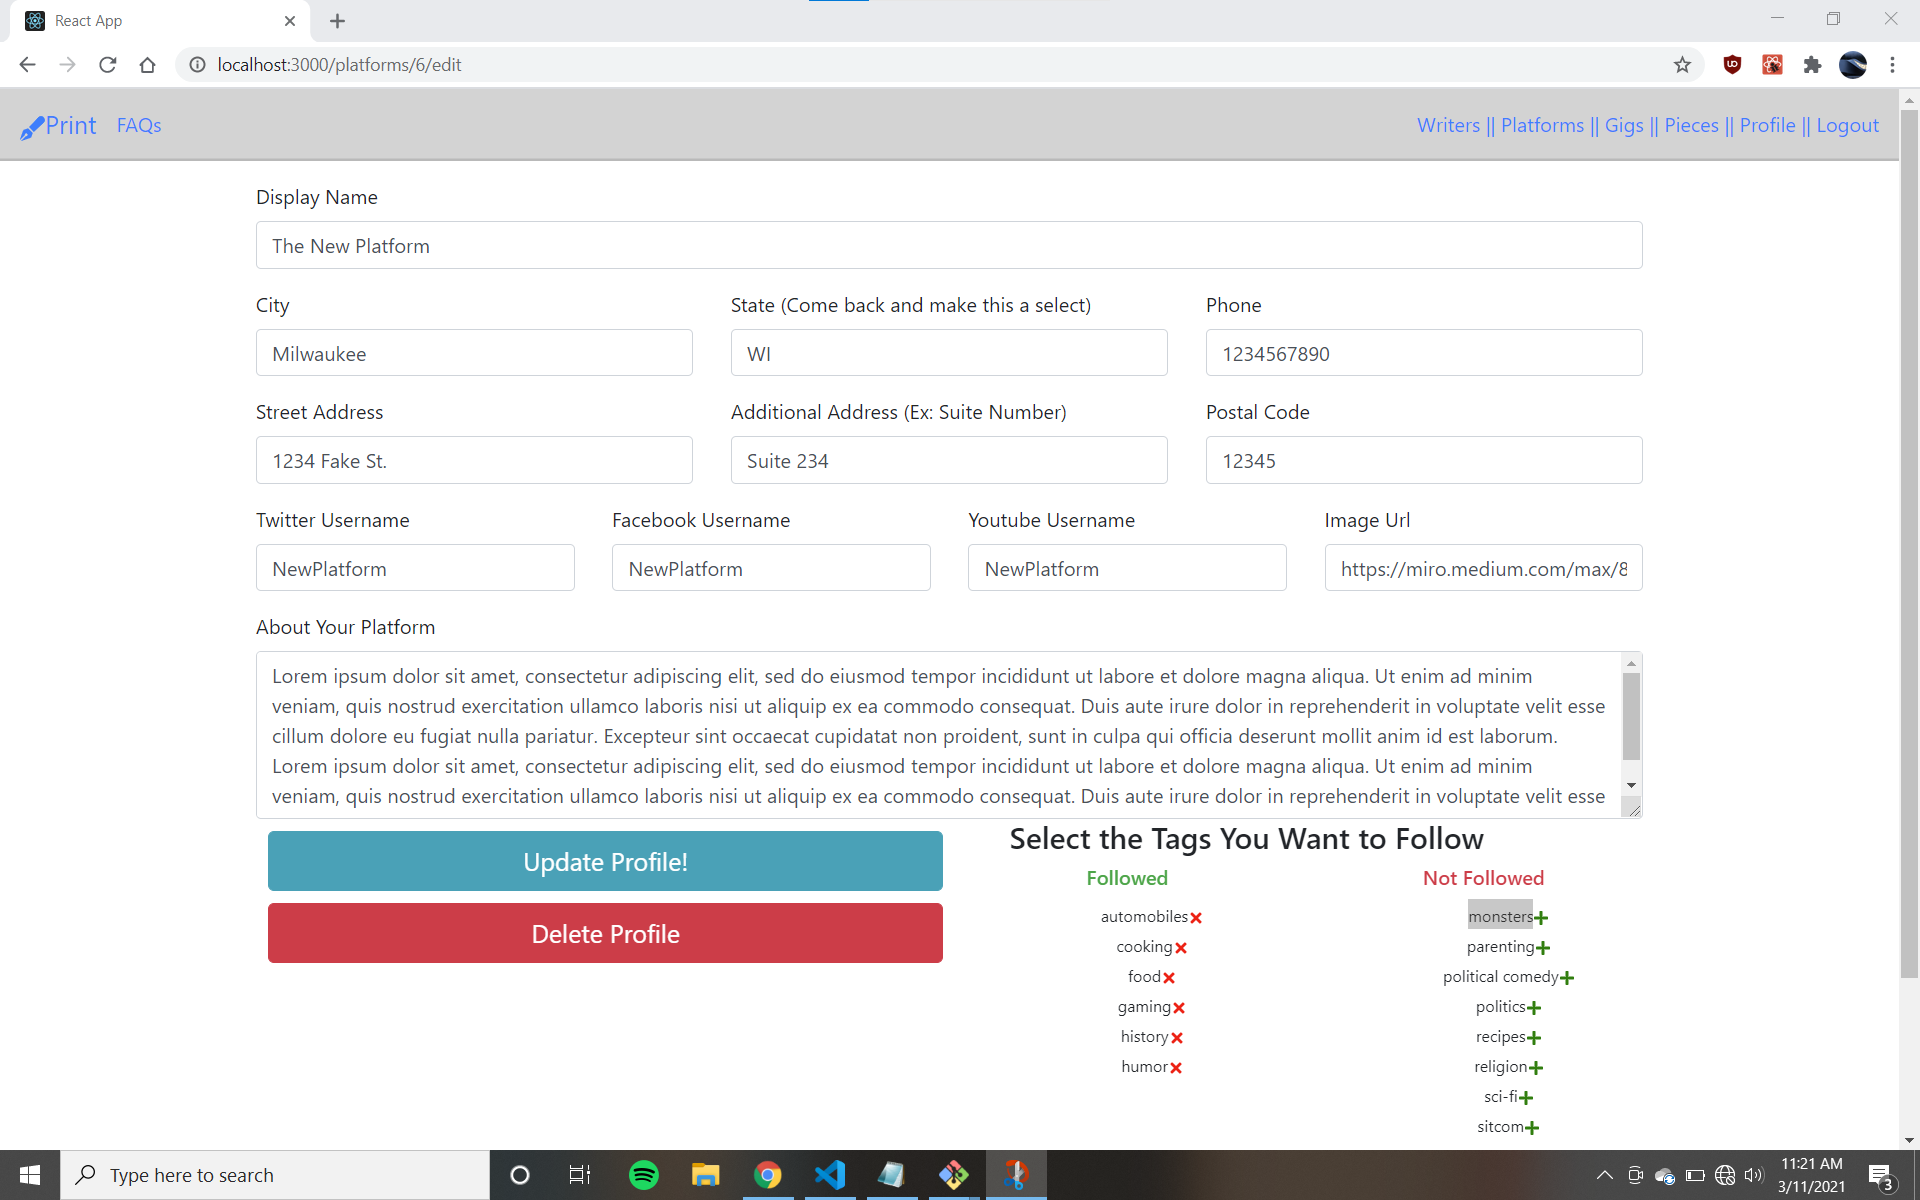 React App
localhost:3000/platforms/6/edit
Print FAQs Writers || Platforms || Gigs || Pieces || Profile || Logout
Display Name
The New Platform
City State (Come back and make this a select) Phone
Milwaukee WI 1234567890
Street Address Additional Address (Ex: Suite Number) Postal Code
1234 Fake St. Suite 234 12345
Twitter Username Facebook Username Youtube Username Image Url
NewPlatform NewPlatform NewPlatform https://miro.medium.com/max/8
About Your Platform
Lorem ipsum dolor sit amet, consectetur adipiscing elit, sed do eiusmod tempor incididunt ut labore et dolore magna aliqua. Ut enim ad minim
veniam, quis nostrud exercitation ullamco laboris nisi ut aliquip ex ea commodo consequat. Duis aute irure dolor in reprehenderit in voluptate velit esse
cillum dolore eu fugiat nulla pariatur. Excepteur sint occaecat cupidatat non proident, sunt in culpa qui officia deserunt mollit anim id est laborum.
Lorem ipsum dolor sit amet, consectetur adipiscing elit, sed do eiusmod tempor incididunt ut labore et dolore magna aliqua. Ut enim ad minim
veniam, quis nostrud exercitation ullamco laboris nisi ut aliquip ex ea commodo consequat. Duis aute irure dolor in reprehenderit in voluptate velit esse
Update Profile!
Delete Profile
Select the Tags You Want to Follow
Followed
automobiles
cooking
food
gaming
history
humor
Not Followed
monsters
parenting
political comedy
politics
recipes
religion
sci-fi
sitcom
Type here to search
11:21 AM
3/11/2021
3